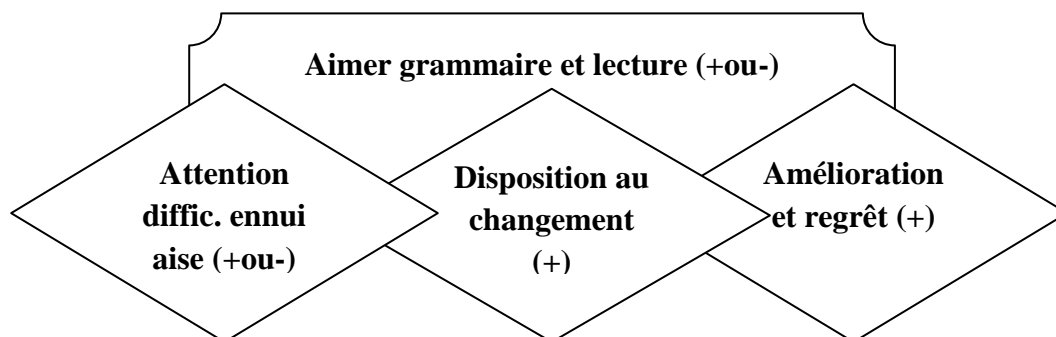 Aimer grammaire et lecture (+ou-)
Attention
diffic. ennui
aise (+ou-)
Disposition au
changement
(+)
Amélioration
et regrêt (+)